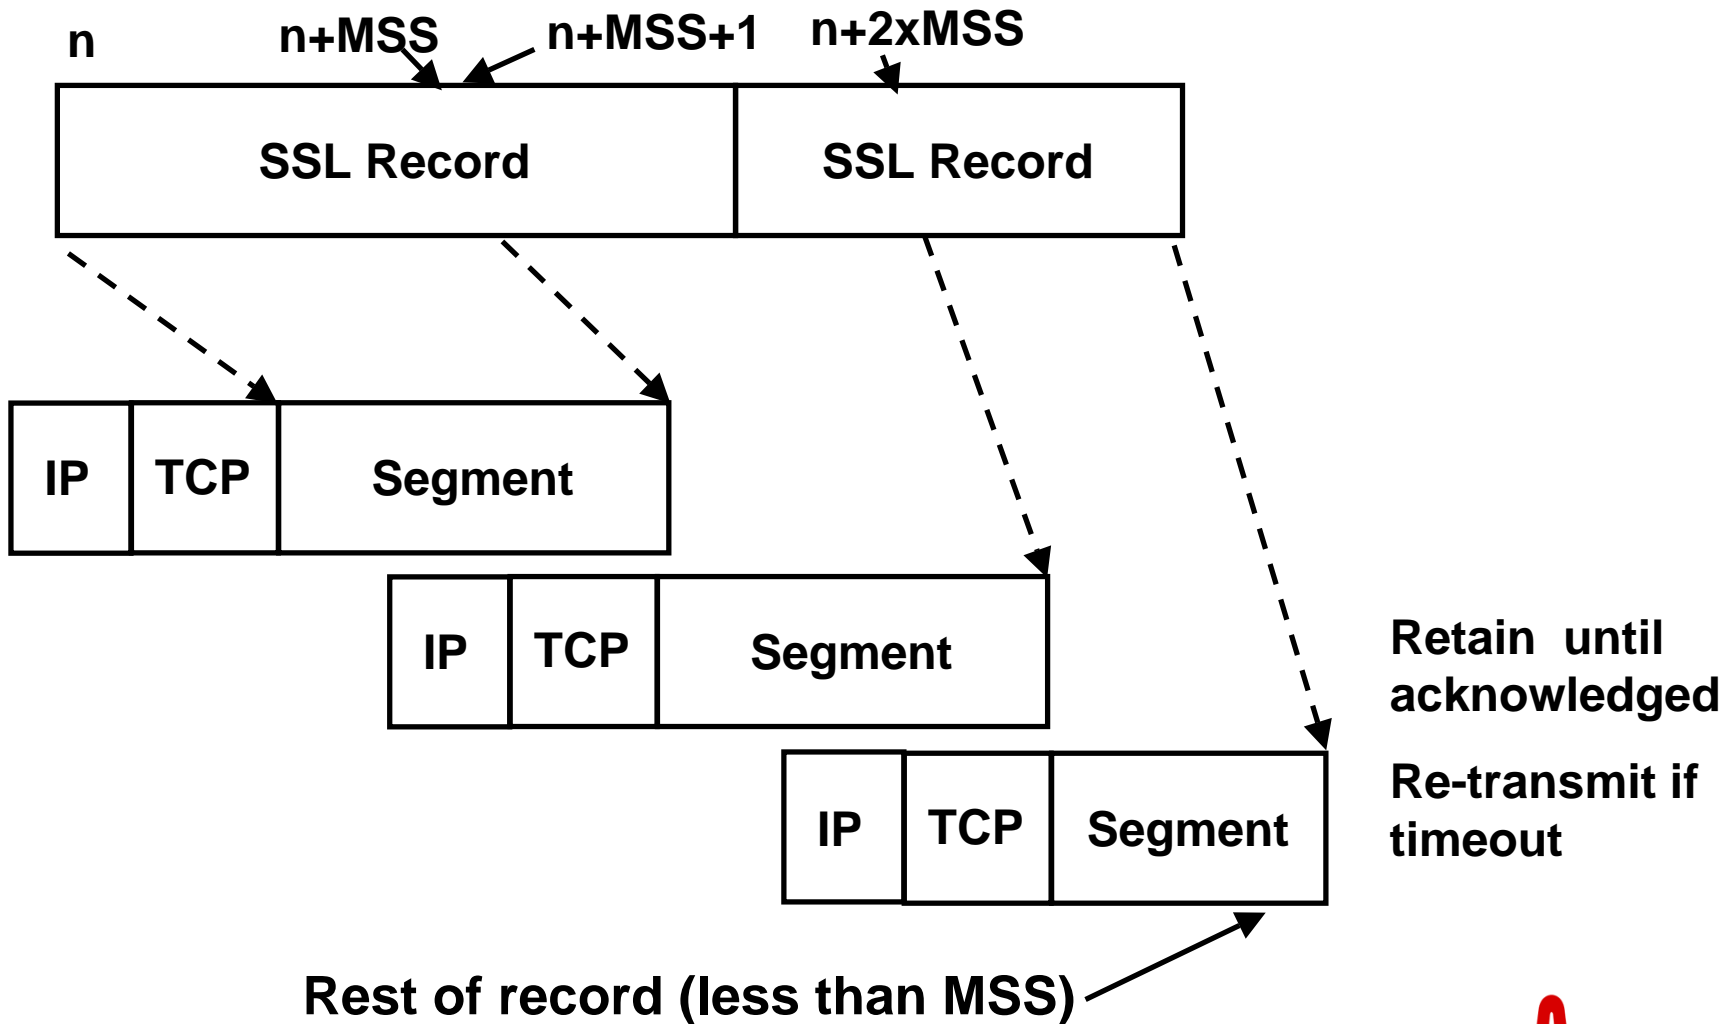 n
n+MSS
n+MSS+1
n+2xMSS
SSL Record
SSL Record
IP
TCP
Segment
IP
TCP
Segment
IP
TCP
Segment
Retain until
acknowledged
Re-transmit if
timeout
Rest of record (less than MSS)